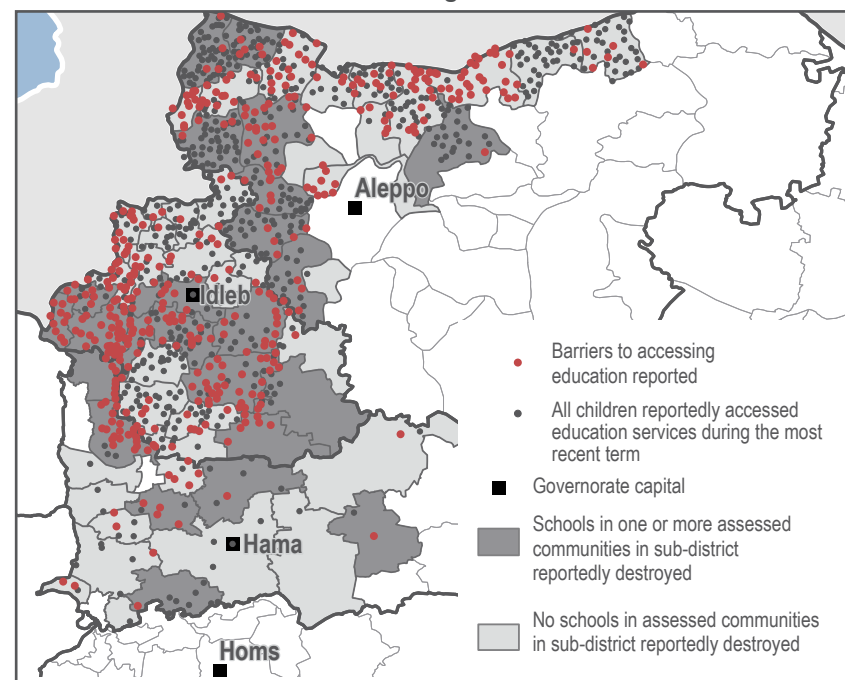 Aleppo
Idleb
Barriers to accessing
education reported
All children reportedly accessed
education services during the most
recent term
Governorate capital
Schools in one or more assessed
communities in sub-district
reportedly destroyed
Hama
No schools in assessed communities
in sub-district reportedly destroyed
Homs